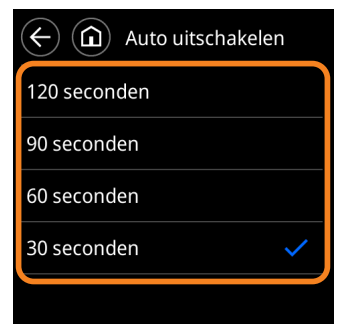 Auto uitschakelen
120 seconden
90 seconden
60 seconden
30 seconden